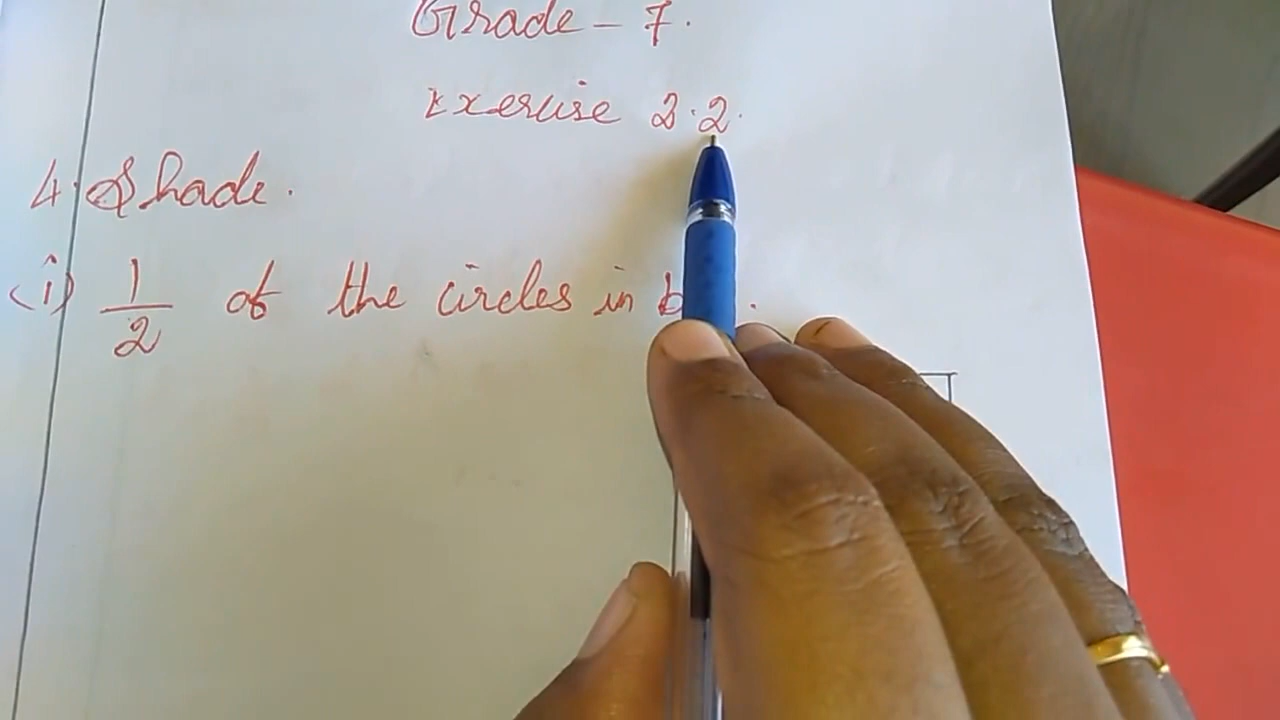 Grade - 7.
Exercise 2.2.
4. Shade.
(i) 1/2 of the circles in b